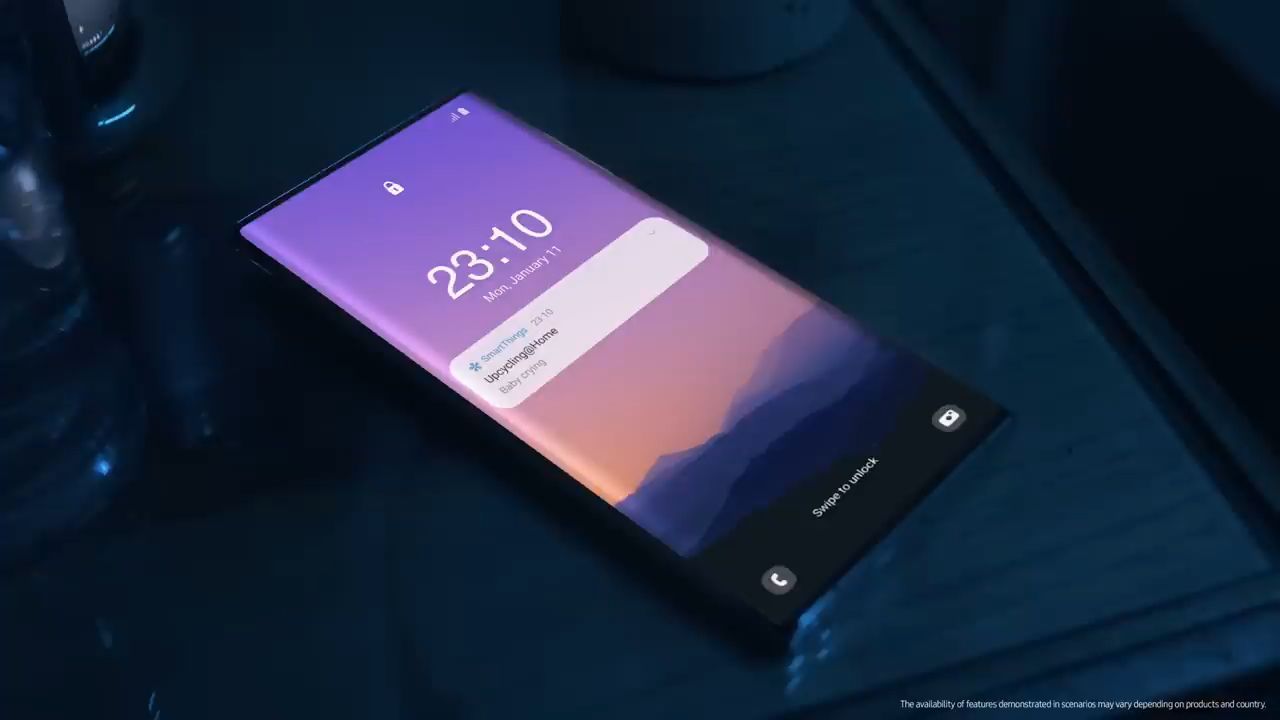 23:10
Mon, January 11
SmartThings 23:10
Upcycling@Home
Baby crying
Swipe to unlock
The availability of features demonstrated in scenarios may vary depending on products and country.